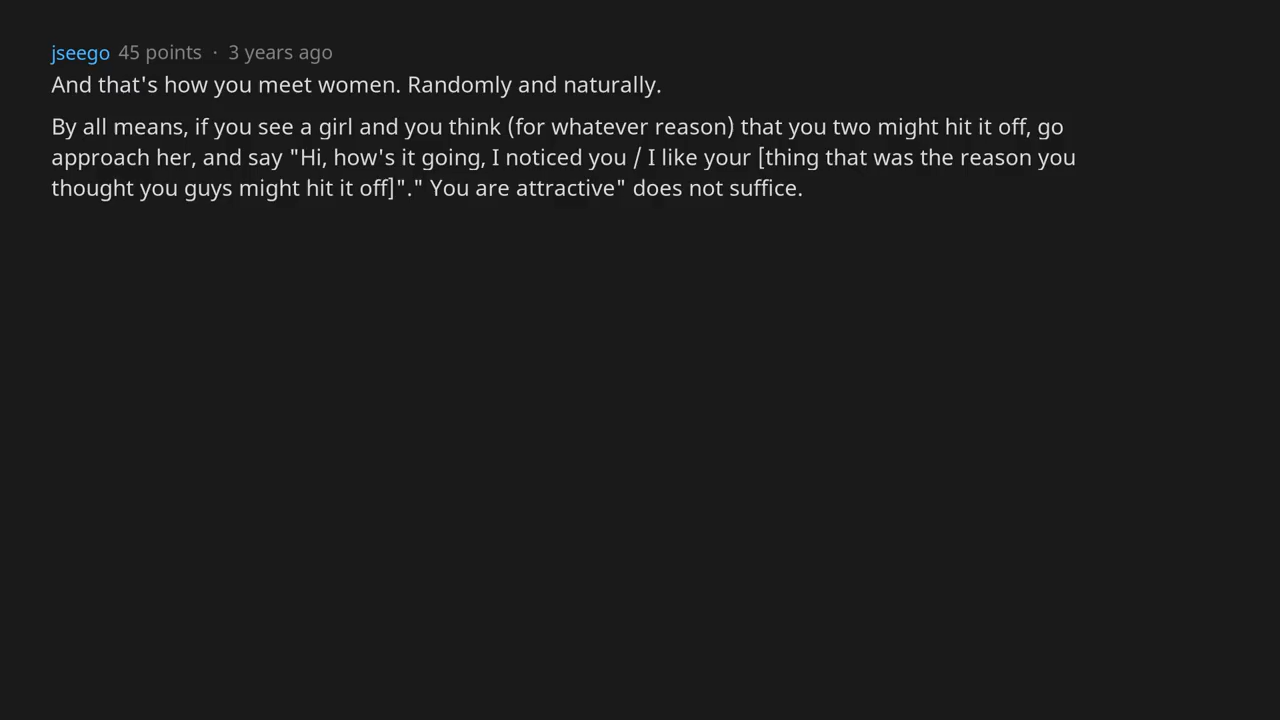 jseego 45 points · 3 years ago
And that's how you meet women. Randomly and naturally.
By all means, if you see a girl and you think (for whatever reason) that you two might hit it off, go
approach her, and say "Hi, how's it going, I noticed you / I like your [thing that was the reason you
thought you guys might hit it off]"." You are attractive" does not suffice.